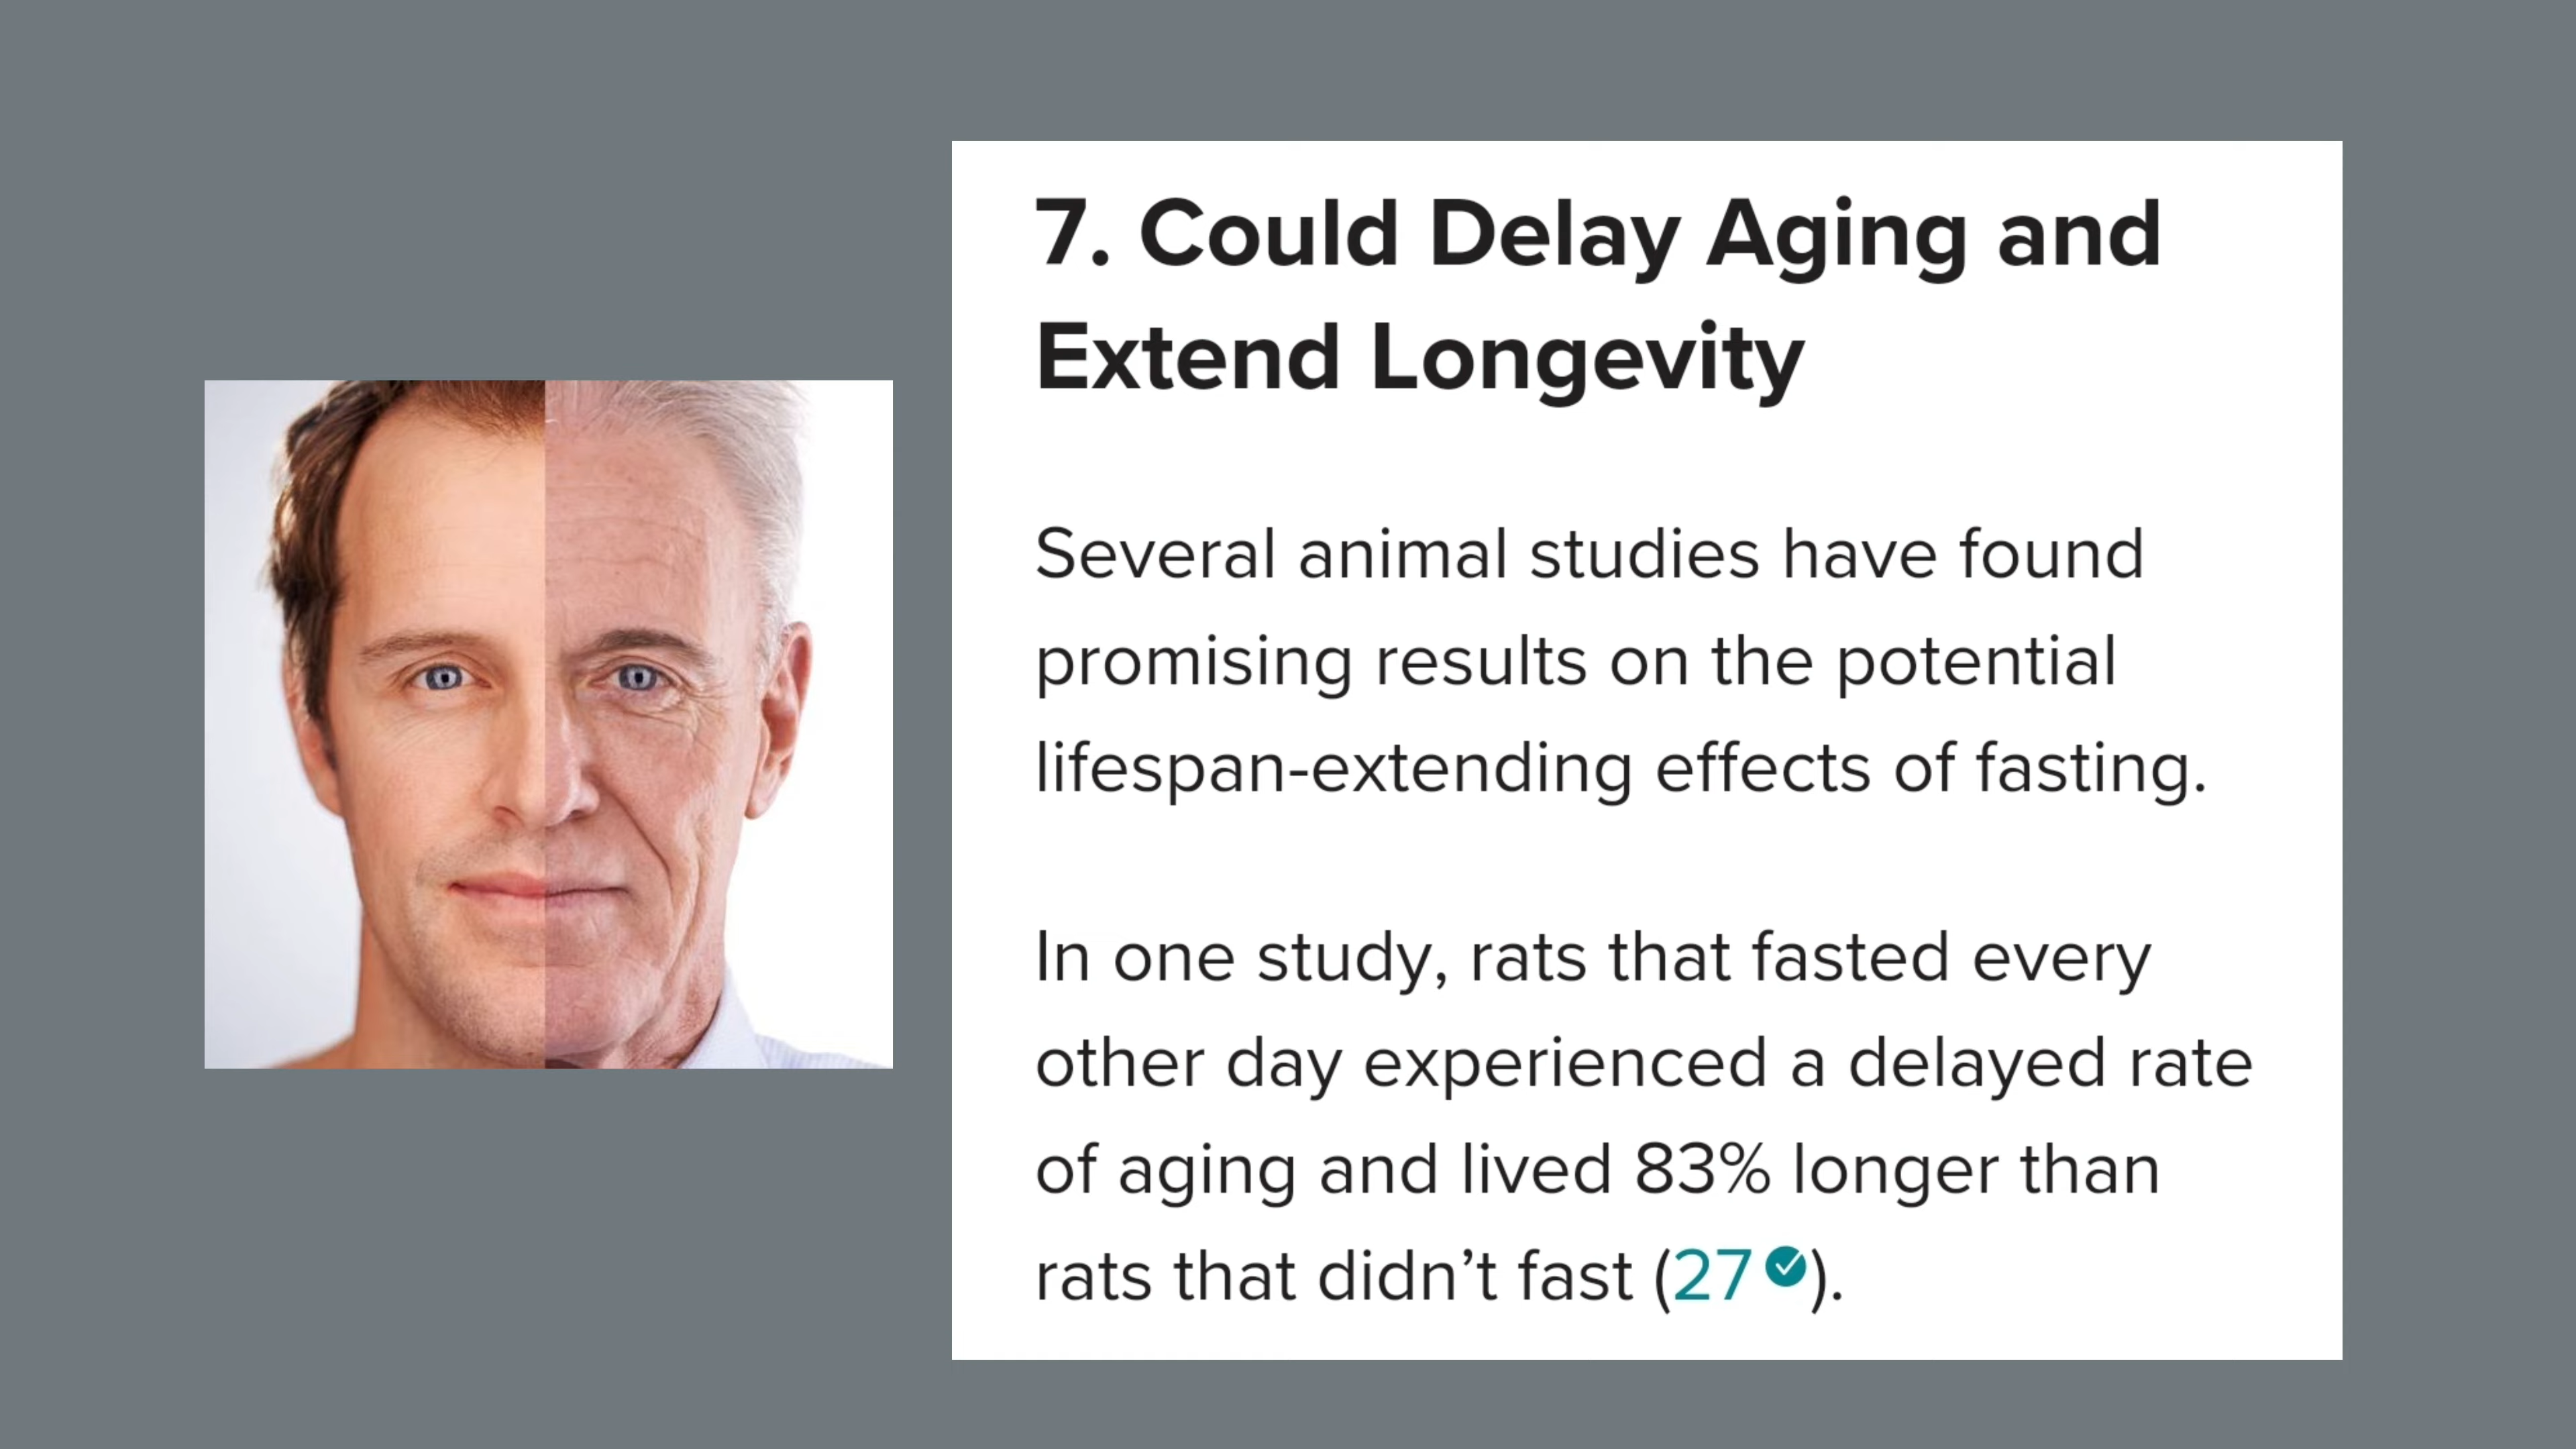 7. Could Delay Aging and
Extend Longevity
Several animal studies have found
promising results on the potential
lifespan-extending effects of fasting.
In one study, rats that fasted every
other day experienced a delayed rate
of aging and lived 83% longer than
rats that didn’t fast (27).